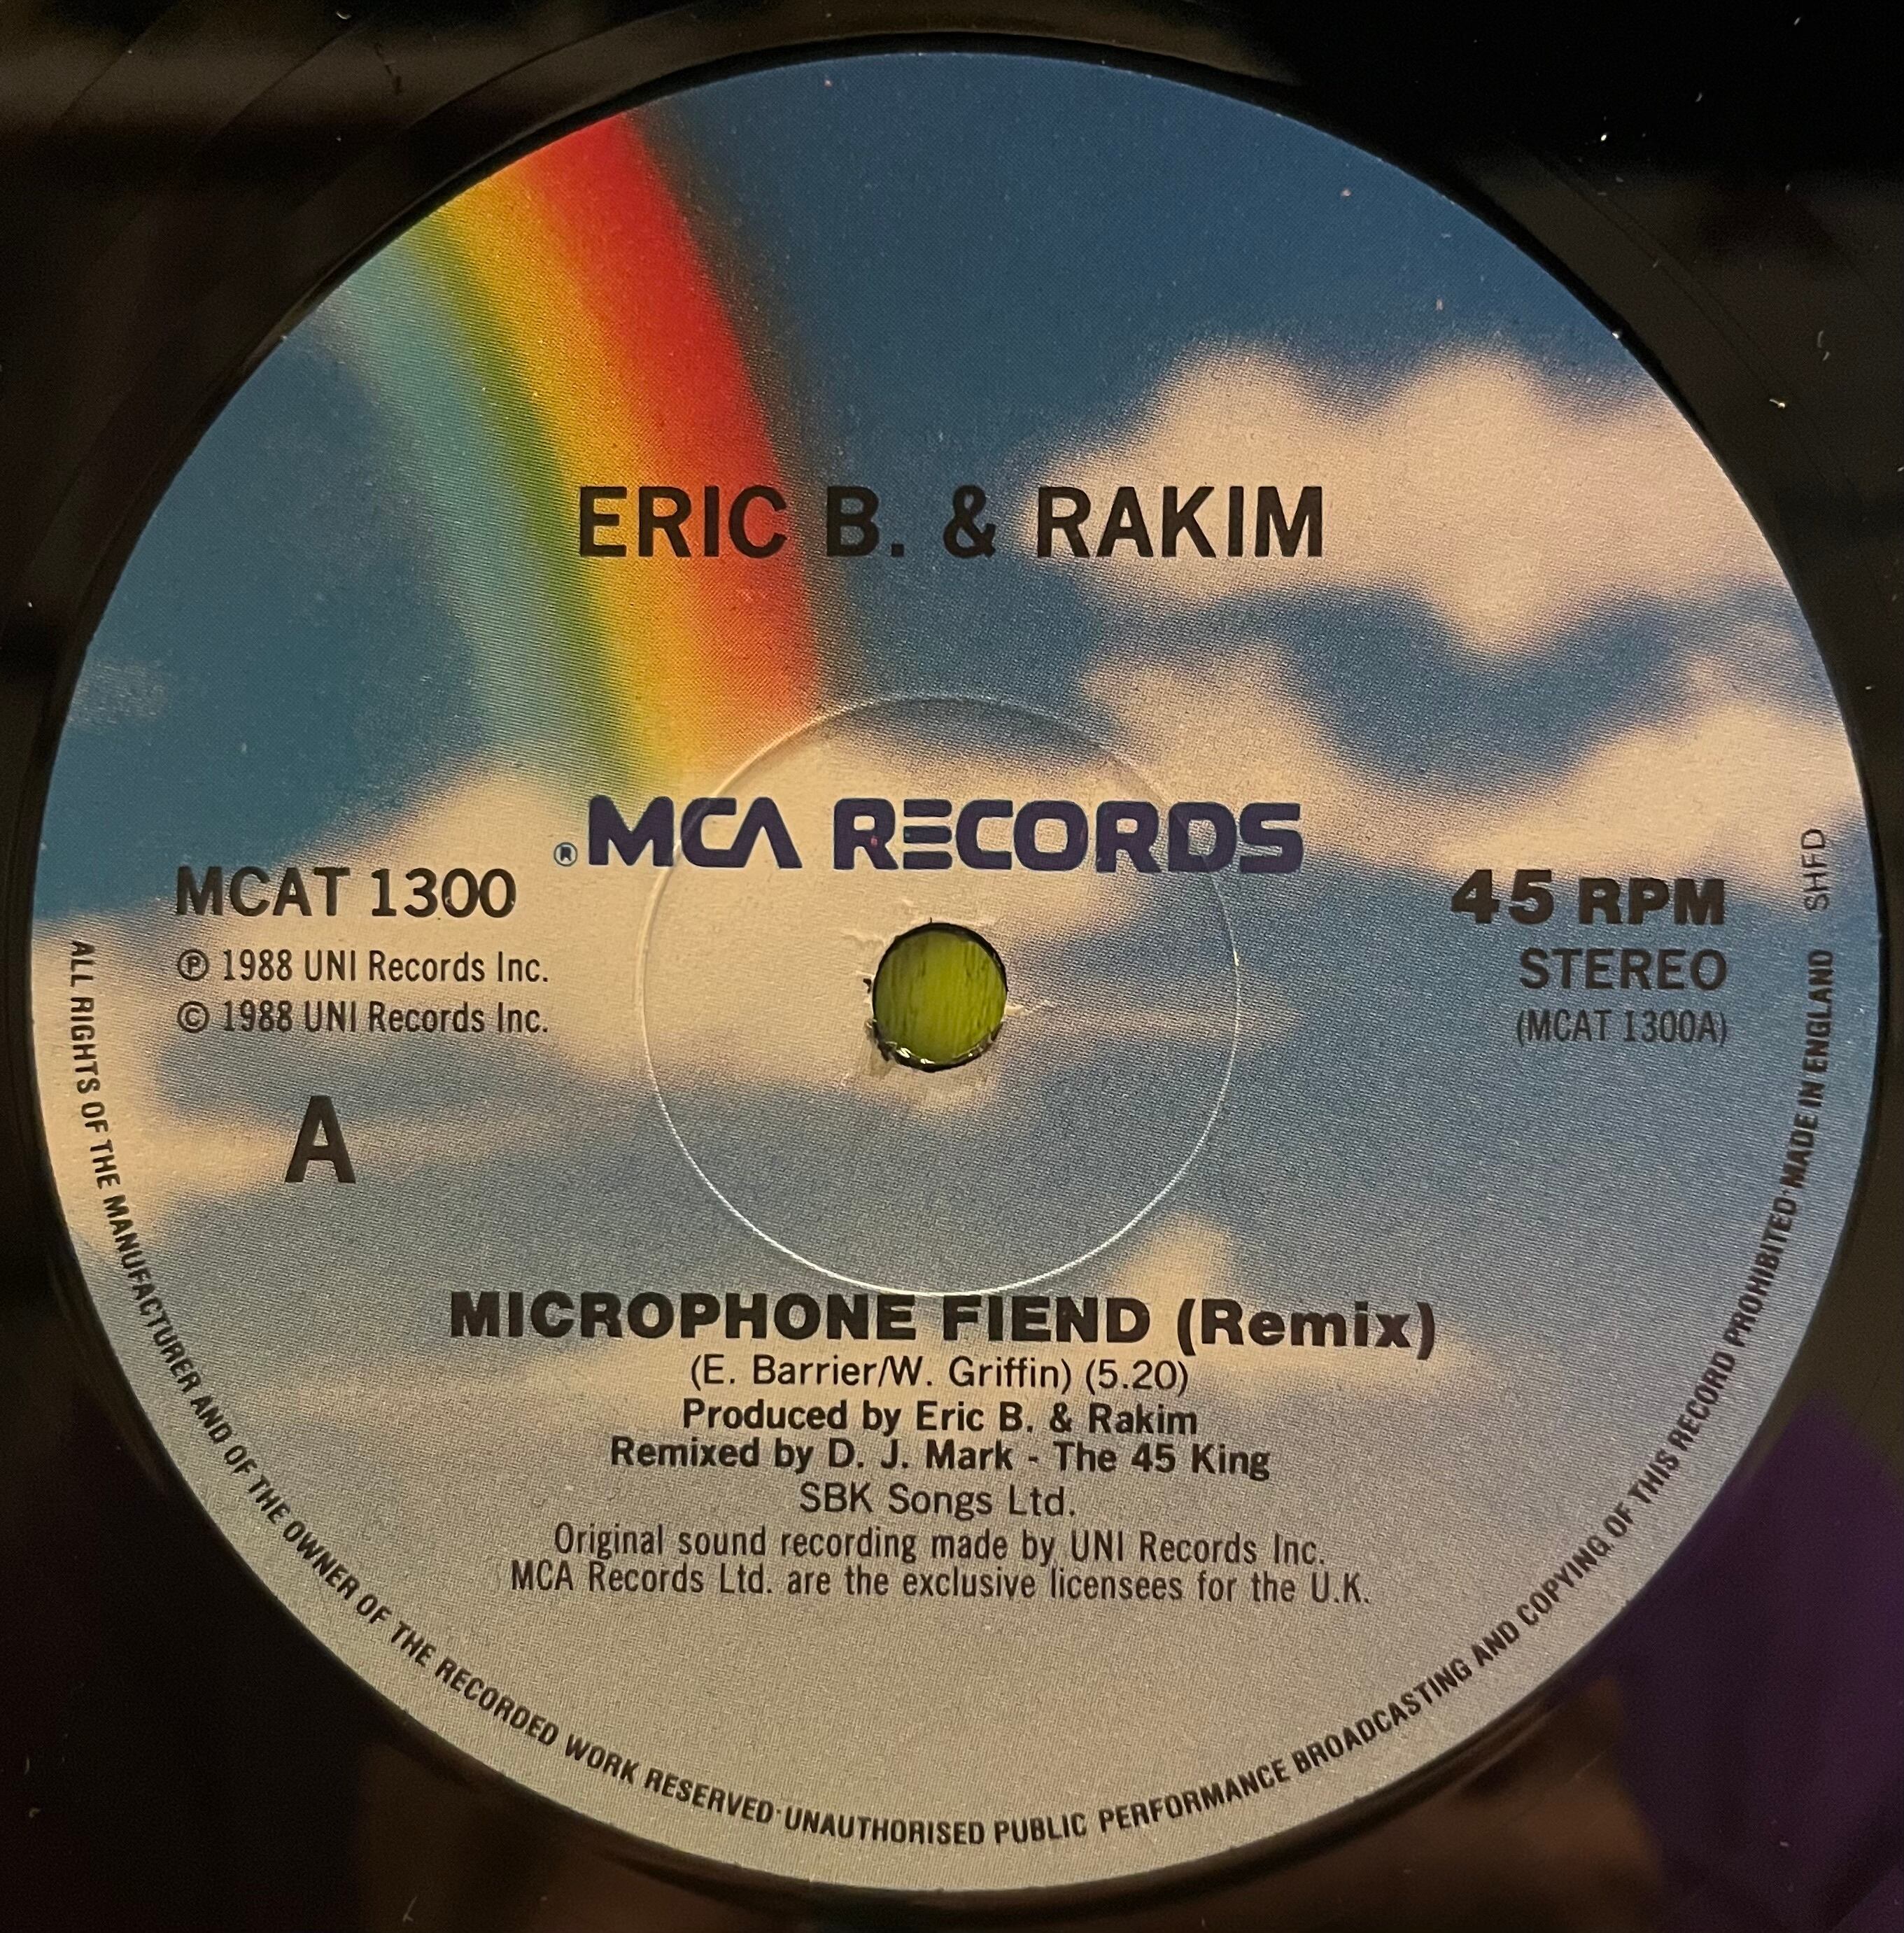 ERIC B. & RAKIM
® MCA RECORDS
MCAT 1300
℗ 1988 UNI Records Inc.
© 1988 UNI Records Inc.
A
45 RPM
STEREO
(MCAT 1300A)
SHFD
MICROPHONE FIEND (Remix)
(E. Barrier/W. Griffin) (5.20)
Produced by Eric B. & Rakim
Remixed by D. J. Mark - The 45 King
SBK Songs Ltd.
Original sound recording made by UNI Records Inc.
MCA Records Ltd. are the exclusive licensees for the U.K.
ALL RIGHTS OF THE MANUFACTURER AND OF THE OWNER OF THE RECORDED WORK RESERVED·UNAUTHORISED PUBLIC PERFORMANCE BROADCASTING AND COPYING OF THIS RECORD PROHIBITED·MADE IN ENGLAND